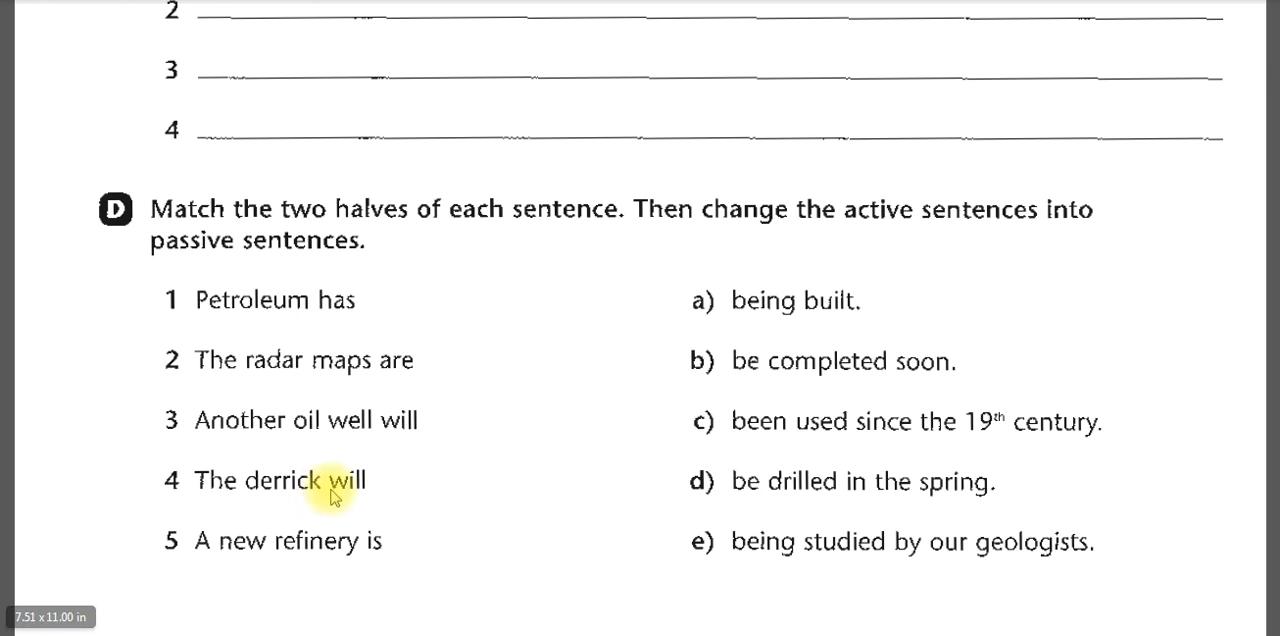 2
3
4
D Match the two halves of each sentence. Then change the active sentences into
passive sentences.
1 Petroleum has a) being built.
2 The radar maps are b) be completed soon.
3 Another oil well will c) been used since the 19th century.
4 The derrick will d) be drilled in the spring.
5 A new refinery is e) being studied by our geologists.
7.51 x 11.00 in